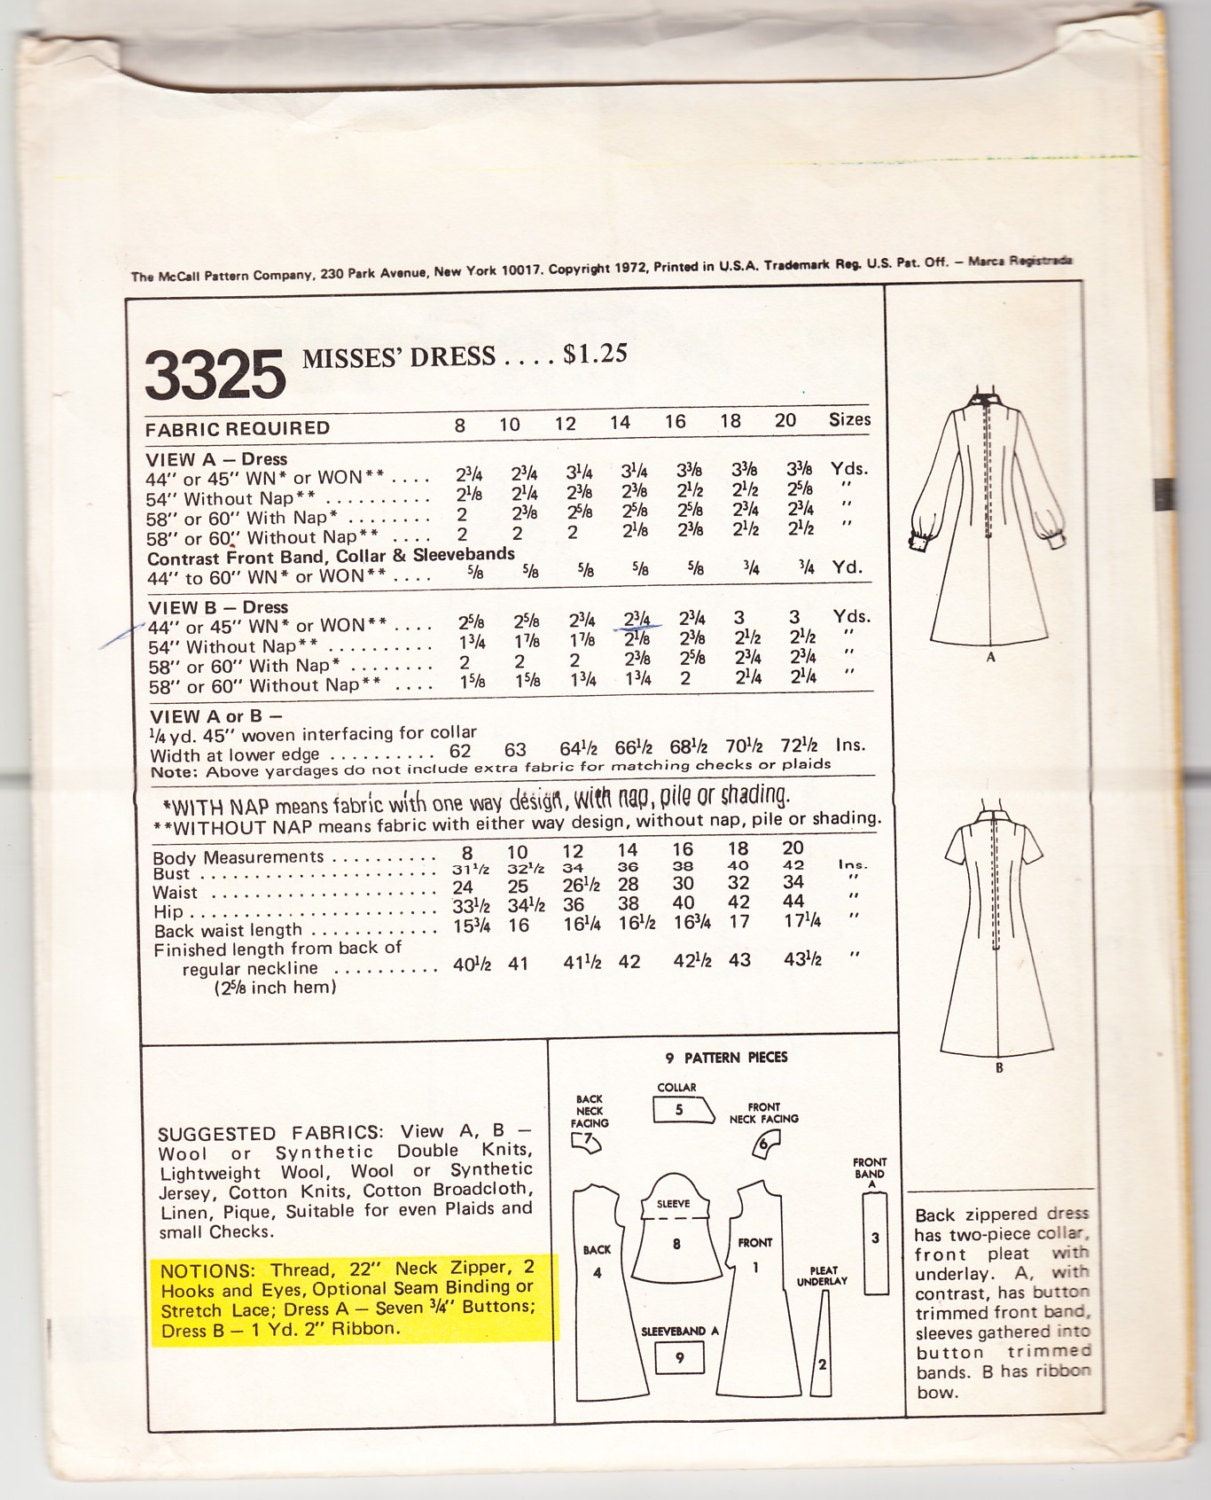 The McCall Pattern Company, 230 Park Avenue, New York 10017. Copyright 1972, Printed in U.S.A. Trademark Reg. U.S. Pat. Off. — Marca Registrada
3325 MISSES' DRESS .... $1.25
FABRIC REQUIRED 8 10 12 14 16 18 20 Sizes
VIEW A — Dress
44'' or 45'' WN* or WON** .... 2¾ 2¾ 3¼ 3¼ 3⅜ 3⅜ 3⅜ Yds.
54'' Without Nap** .......... 2⅛ 2¼ 2⅜ 2⅜ 2½ 2½ 2⅝ ''
58'' or 60'' With Nap* ........ 2 2⅜ 2⅝ 2⅝ 2⅝ 2¾ 2¾ ''
58'' or 60'' Without Nap** .... 2 2 2 2⅛ 2⅜ 2½ 2½ ''
Contrast Front Band, Collar & Sleevebands
44'' to 60'' WN* or WON** .... ⅝ ⅝ ⅝ ⅝ ⅝ ¾ ¾ Yd.
VIEW B — Dress
44'' or 45'' WN* or WON** .... 2⅝ 2⅝ 2¾ 2¾ 2¾ 3 3 Yds.
54'' Without Nap** .......... 1¾ 1⅞ 1⅞ 2⅛ 2⅜ 2½ 2½ ''
58'' or 60'' With Nap* ........ 2 2 2 2⅜ 2⅝ 2¾ 2¾ ''
58'' or 60'' Without Nap** .... 1⅝ 1⅝ 1¾ 1¾ 2 2¼ 2¼ ''
VIEW A or B —
¼ yd. 45'' woven interfacing for collar
Width at lower edge .......... 62 63 64½ 66½ 68½ 70½ 72½ Ins.
Note: Above yardages do not include extra fabric for matching checks or plaids
*WITH NAP means fabric with one way design, with nap, pile or shading.
**WITHOUT NAP means fabric with either way design, without nap, pile or shading.
Body Measurements .......... 8 10 12 14 16 18 20
Bust ...................... 31½ 32½ 34 36 38 40 42 Ins.
Waist ..................... 24 25 26½ 28 30 32 34 ''
Hip ....................... 33½ 34½ 36 38 40 42 44 ''
Back waist length ............ 15¾ 16 16¼ 16½ 16¾ 17 17¼ ''
Finished length from back of
regular neckline .......... 40½ 41 41½ 42 42½ 43 43½ ''
(2⅝ inch hem)
A
B
SUGGESTED FABRICS: View A, B —
Wool or Synthetic Double Knits,
Lightweight Wool, Wool or Synthetic
Jersey, Cotton Knits, Cotton Broadcloth,
Linen, Pique, Suitable for even Plaids and
small Checks.
NOTIONS: Thread, 22'' Neck Zipper, 2
Hooks and Eyes, Optional Seam Binding or
Stretch Lace; Dress A — Seven ¾'' Buttons;
Dress B — 1 Yd. 2'' Ribbon.
9 PATTERN PIECES
BACK
NECK
FACING
7
COLLAR
5
FRONT
NECK FACING
6
FRONT
BAND
A
3
BACK
4
SLEEVE
8
FRONT
1
PLEAT
UNDERLAY
2
SLEEVEBAND A
9
Back zippered dress
has two-piece collar,
front pleat with
underlay. A, with
contrast, has button
trimmed front band,
sleeves gathered into
button trimmed
bands. B has ribbon
bow.